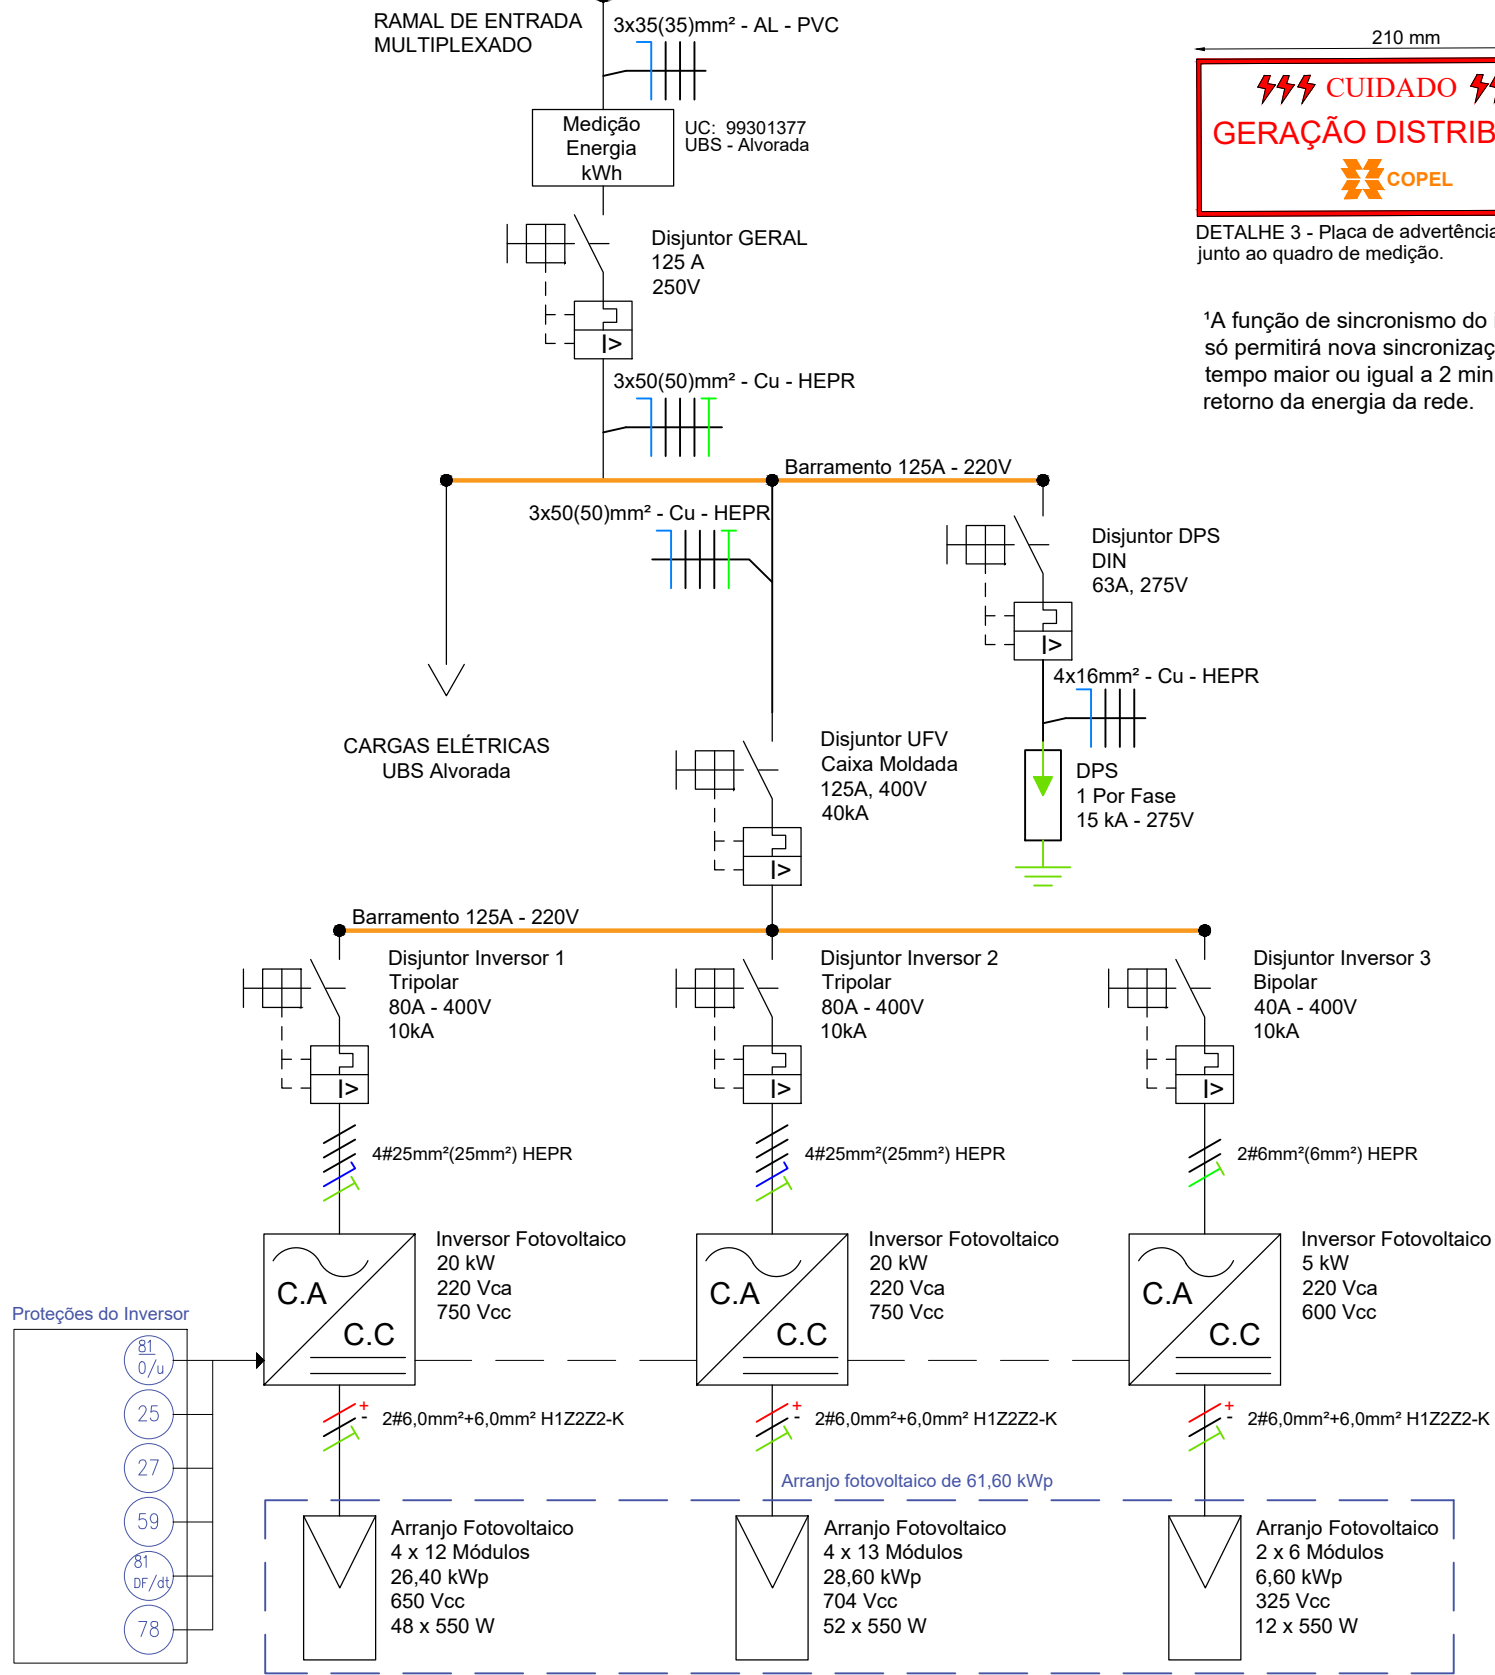 RAMAL DE ENTRADA
MULTIPLEXADO
3x35(35)mm² - AL - PVC
Medição
Energia
kWh
UC: 99301377
UBS - Alvorada
210 mm
CUIDADO
GERAÇÃO DISTRIB
COPEL
DETALHE 3 - Placa de advertência
junto ao quadro de medição.
Disjuntor GERAL
125 A
250V
I>
¹A função de sincronismo do
só permitirá nova sincronizaç
tempo maior ou igual a 2 min
retorno da energia da rede.
3x50(50)mm² - Cu - HEPR
Barramento 125A - 220V
3x50(50)mm² - Cu - HEPR
Disjuntor DPS
DIN
63A, 275V
I>
4x16mm² - Cu - HEPR
CARGAS ELÉTRICAS
UBS Alvorada
Disjuntor UFV
Caixa Moldada
125A, 400V
40kA
I>
DPS
1 Por Fase
15 kA - 275V
Barramento 125A - 220V
Disjuntor Inversor 1
Tripolar
80A - 400V
10kA
I>
Disjuntor Inversor 2
Tripolar
80A - 400V
10kA
I>
Disjuntor Inversor 3
Bipolar
40A - 400V
10kA
I>
4#25mm²(25mm²) HEPR
4#25mm²(25mm²) HEPR
2#6mm²(6mm²) HEPR
C.A
C.C
Inversor Fotovoltaico
20 kW
220 Vca
750 Vcc
C.A
C.C
Inversor Fotovoltaico
20 kW
220 Vca
750 Vcc
C.A
C.C
Inversor Fotovoltaico
5 kW
220 Vca
600 Vcc
Proteções do Inversor
81
0/u
25
27
59
81
DF/dt
78
+
-
2#6,0mm²+6,0mm² H1Z2Z2-K
+
-
2#6,0mm²+6,0mm² H1Z2Z2-K
+
-
2#6,0mm²+6,0mm² H1Z2Z2-K
Arranjo fotovoltaico de 61,60 kWp
Arranjo Fotovoltaico
4 x 12 Módulos
26,40 kWp
650 Vcc
48 x 550 W
Arranjo Fotovoltaico
4 x 13 Módulos
28,60 kWp
704 Vcc
52 x 550 W
Arranjo Fotovoltaico
2 x 6 Módulos
6,60 kWp
325 Vcc
12 x 550 W